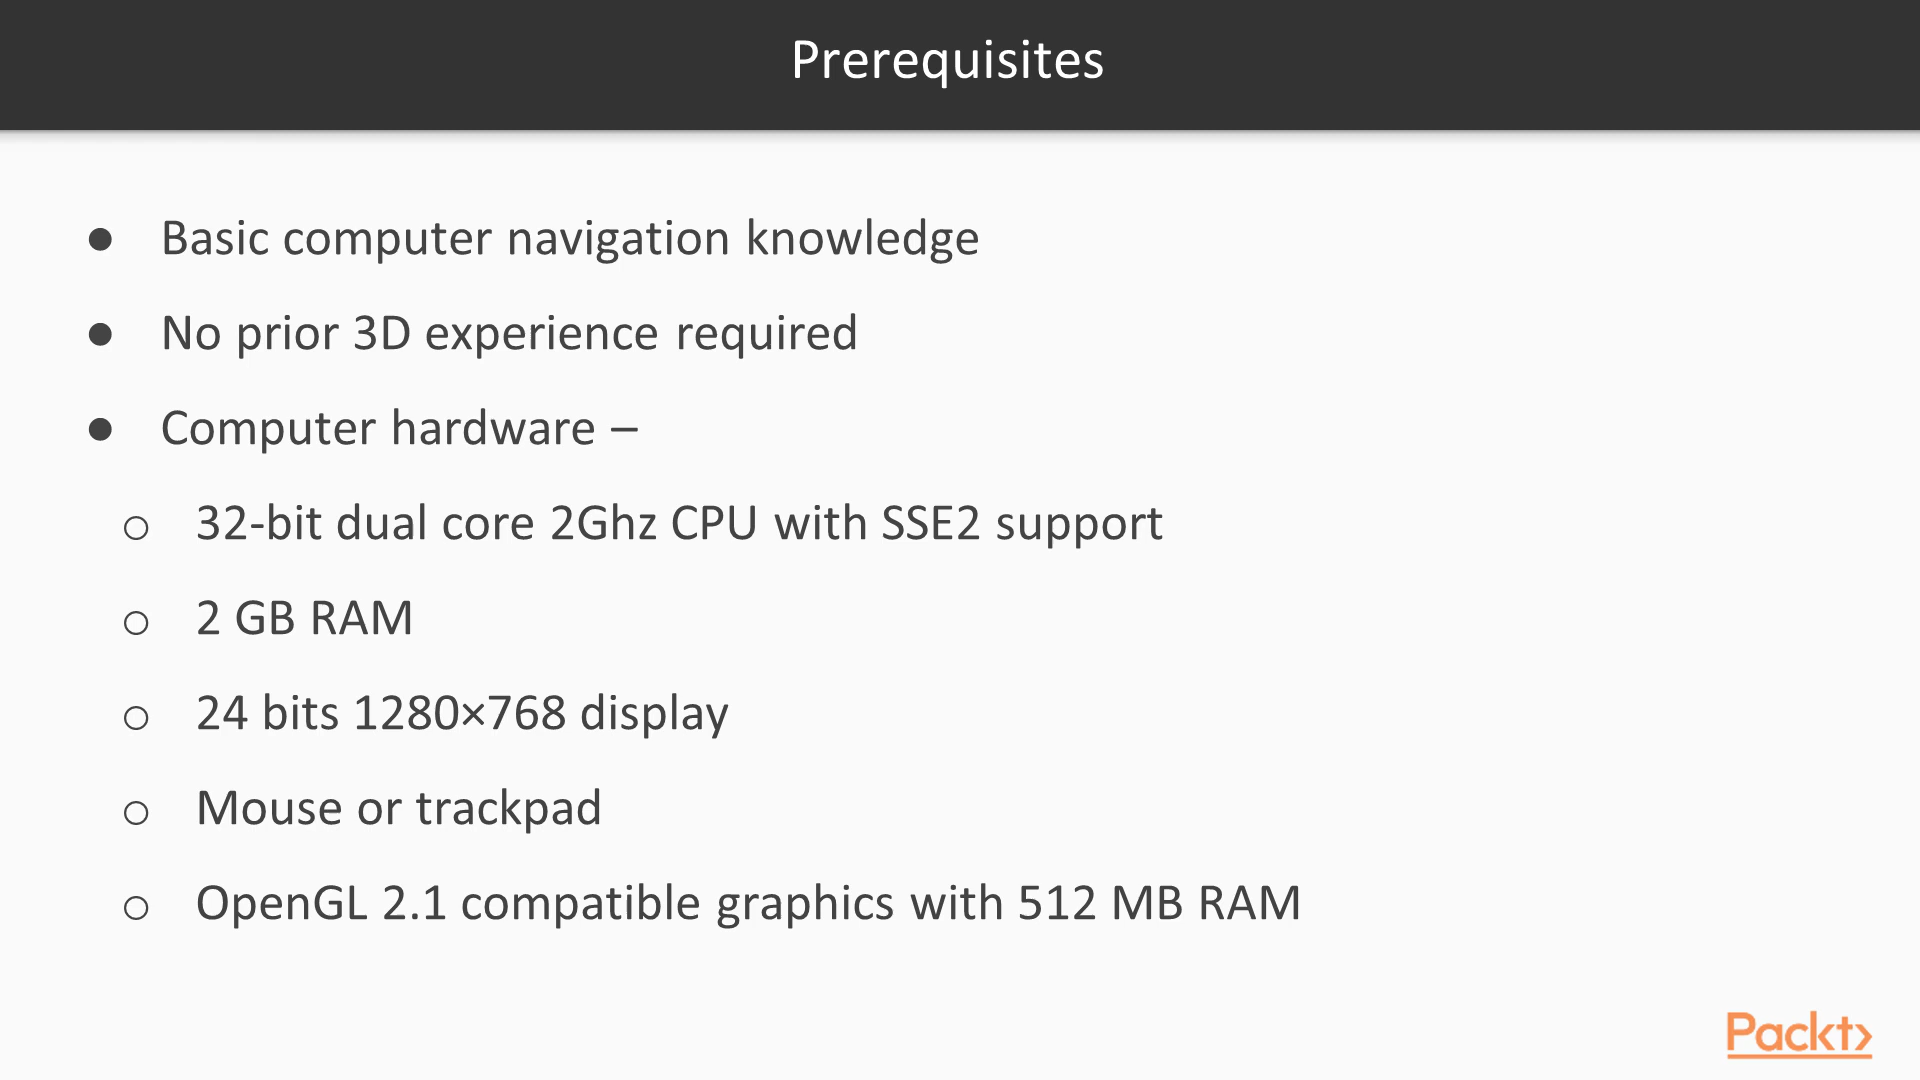 Prerequisites
● Basic computer navigation knowledge
● No prior 3D experience required
● Computer hardware –
○ 32-bit dual core 2Ghz CPU with SSE2 support
○ 2 GB RAM
○ 24 bits 1280×768 display
○ Mouse or trackpad
○ OpenGL 2.1 compatible graphics with 512 MB RAM
Packt>